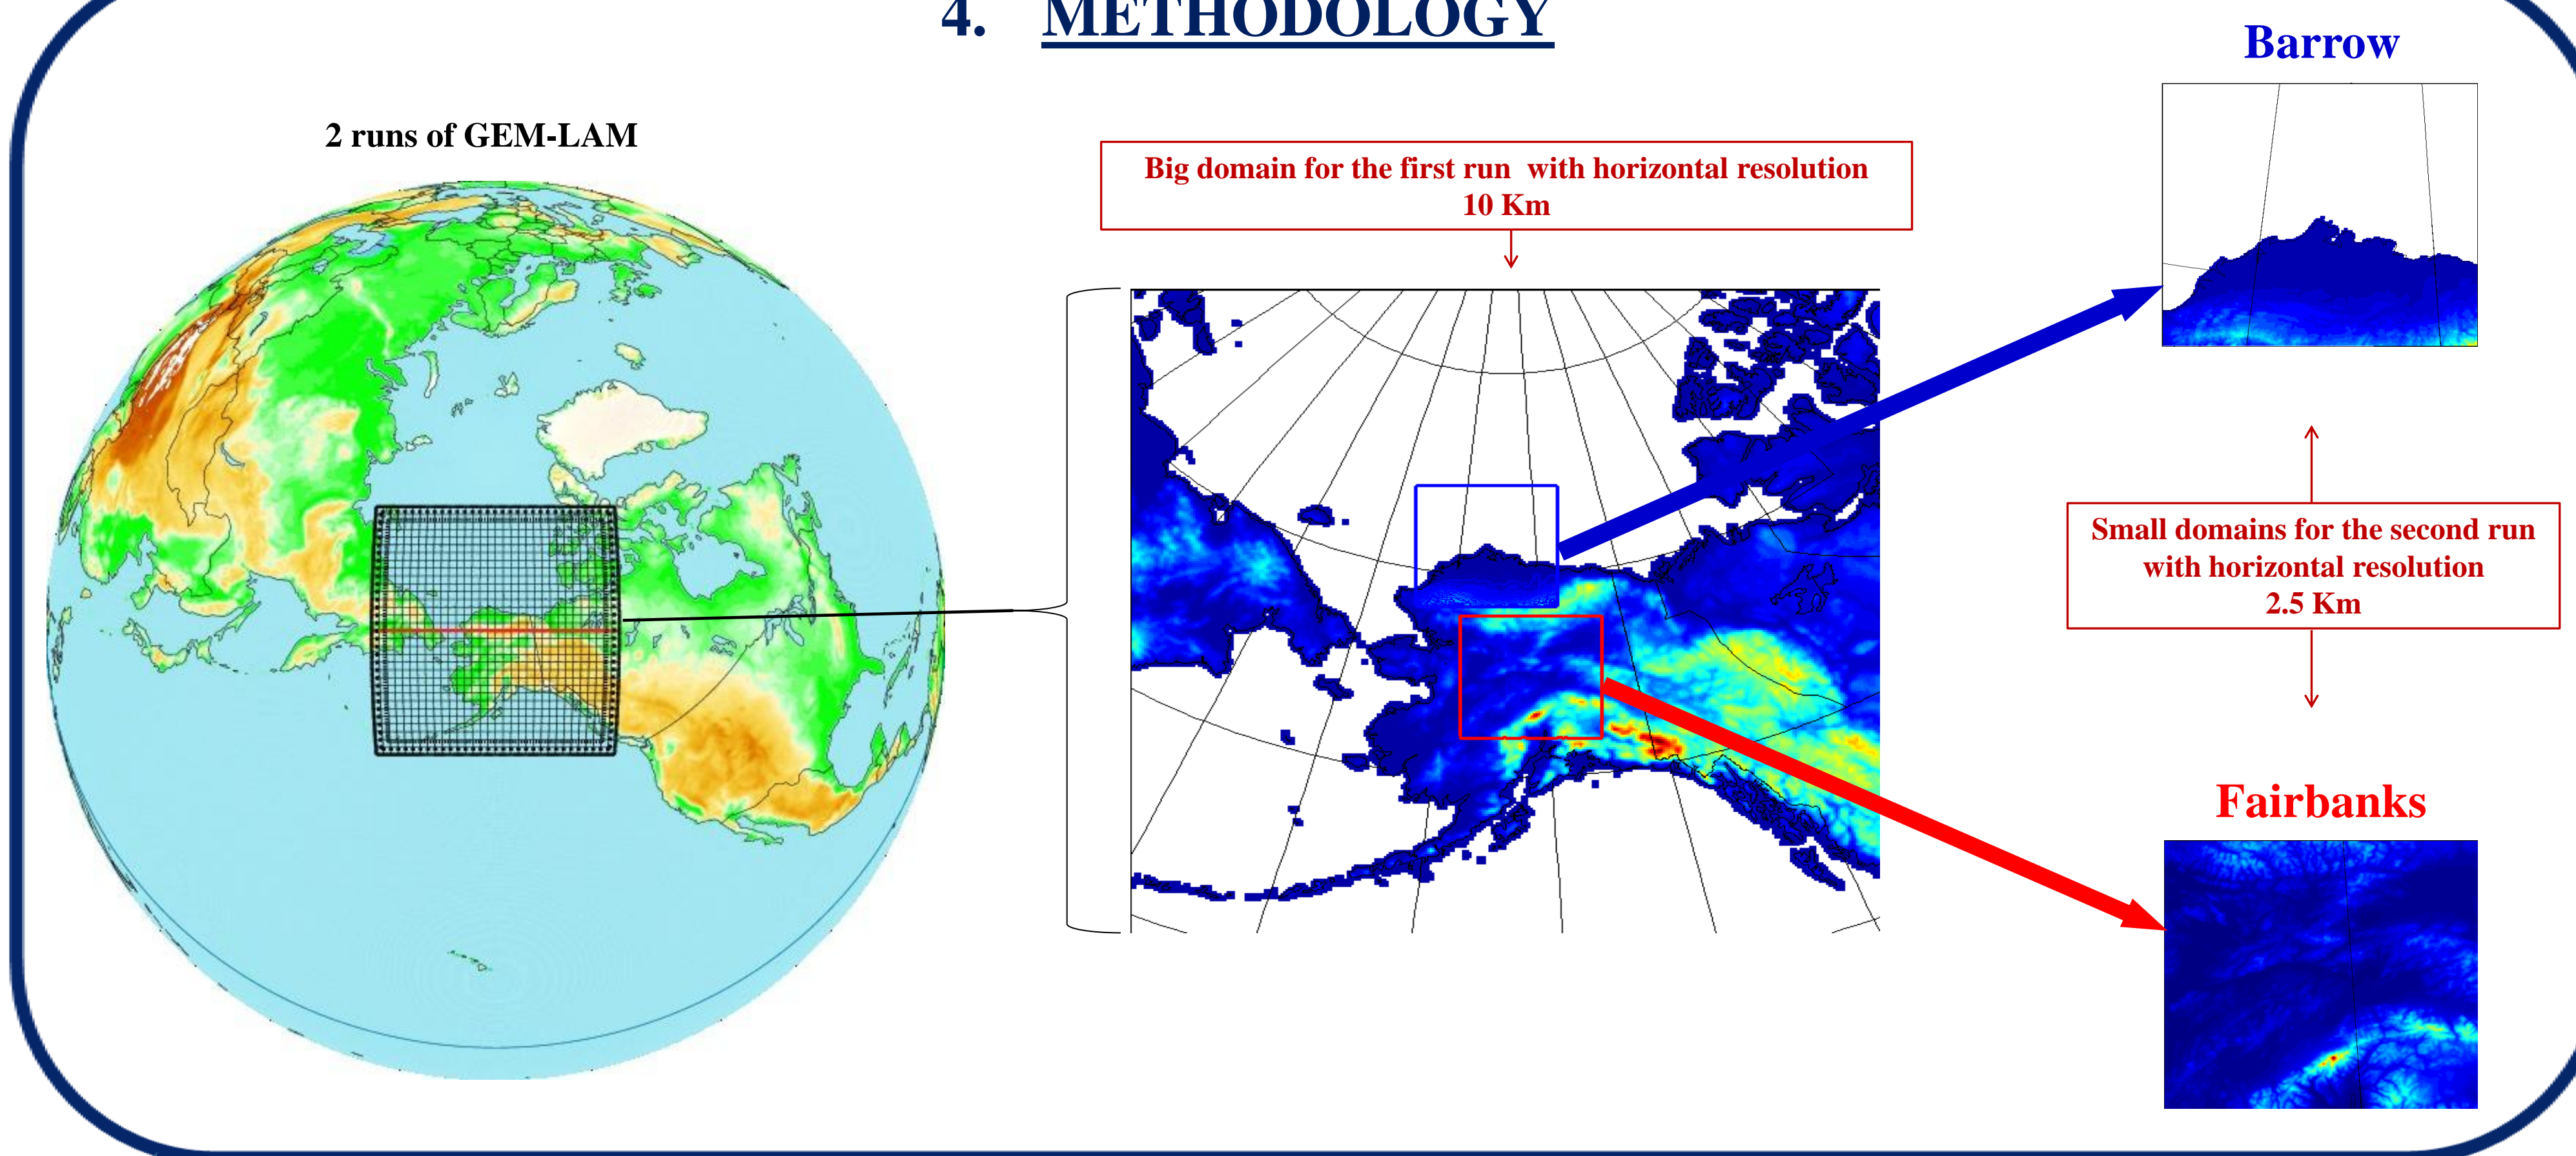 4. METHODOLOGY
2 runs of GEM-LAM
Big domain for the first run with horizontal resolution
10 Km
Barrow
Small domains for the second run
with horizontal resolution
2.5 Km
Fairbanks